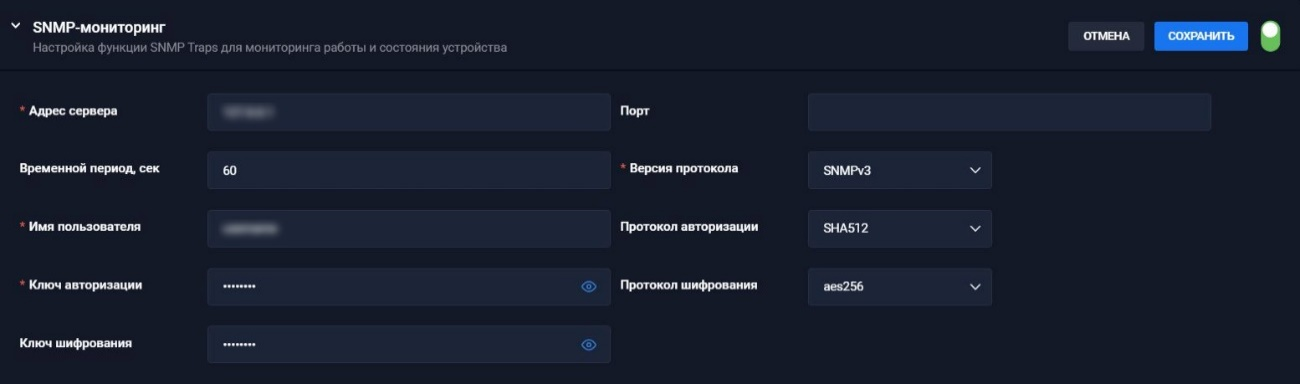 SNMP-мониторинг
Настройка функции SNMP Traps для мониторинга работы и состояния устройства
ОТМЕНА
СОХРАНИТЬ
* Адрес сервера
Порт
Временной период, сек
60
* Версия протокола
SNMPv3
* Имя пользователя
Протокол авторизации
SHA512
* Ключ авторизации
••••••••
Протокол шифрования
aes256
Ключ шифрования
••••••••